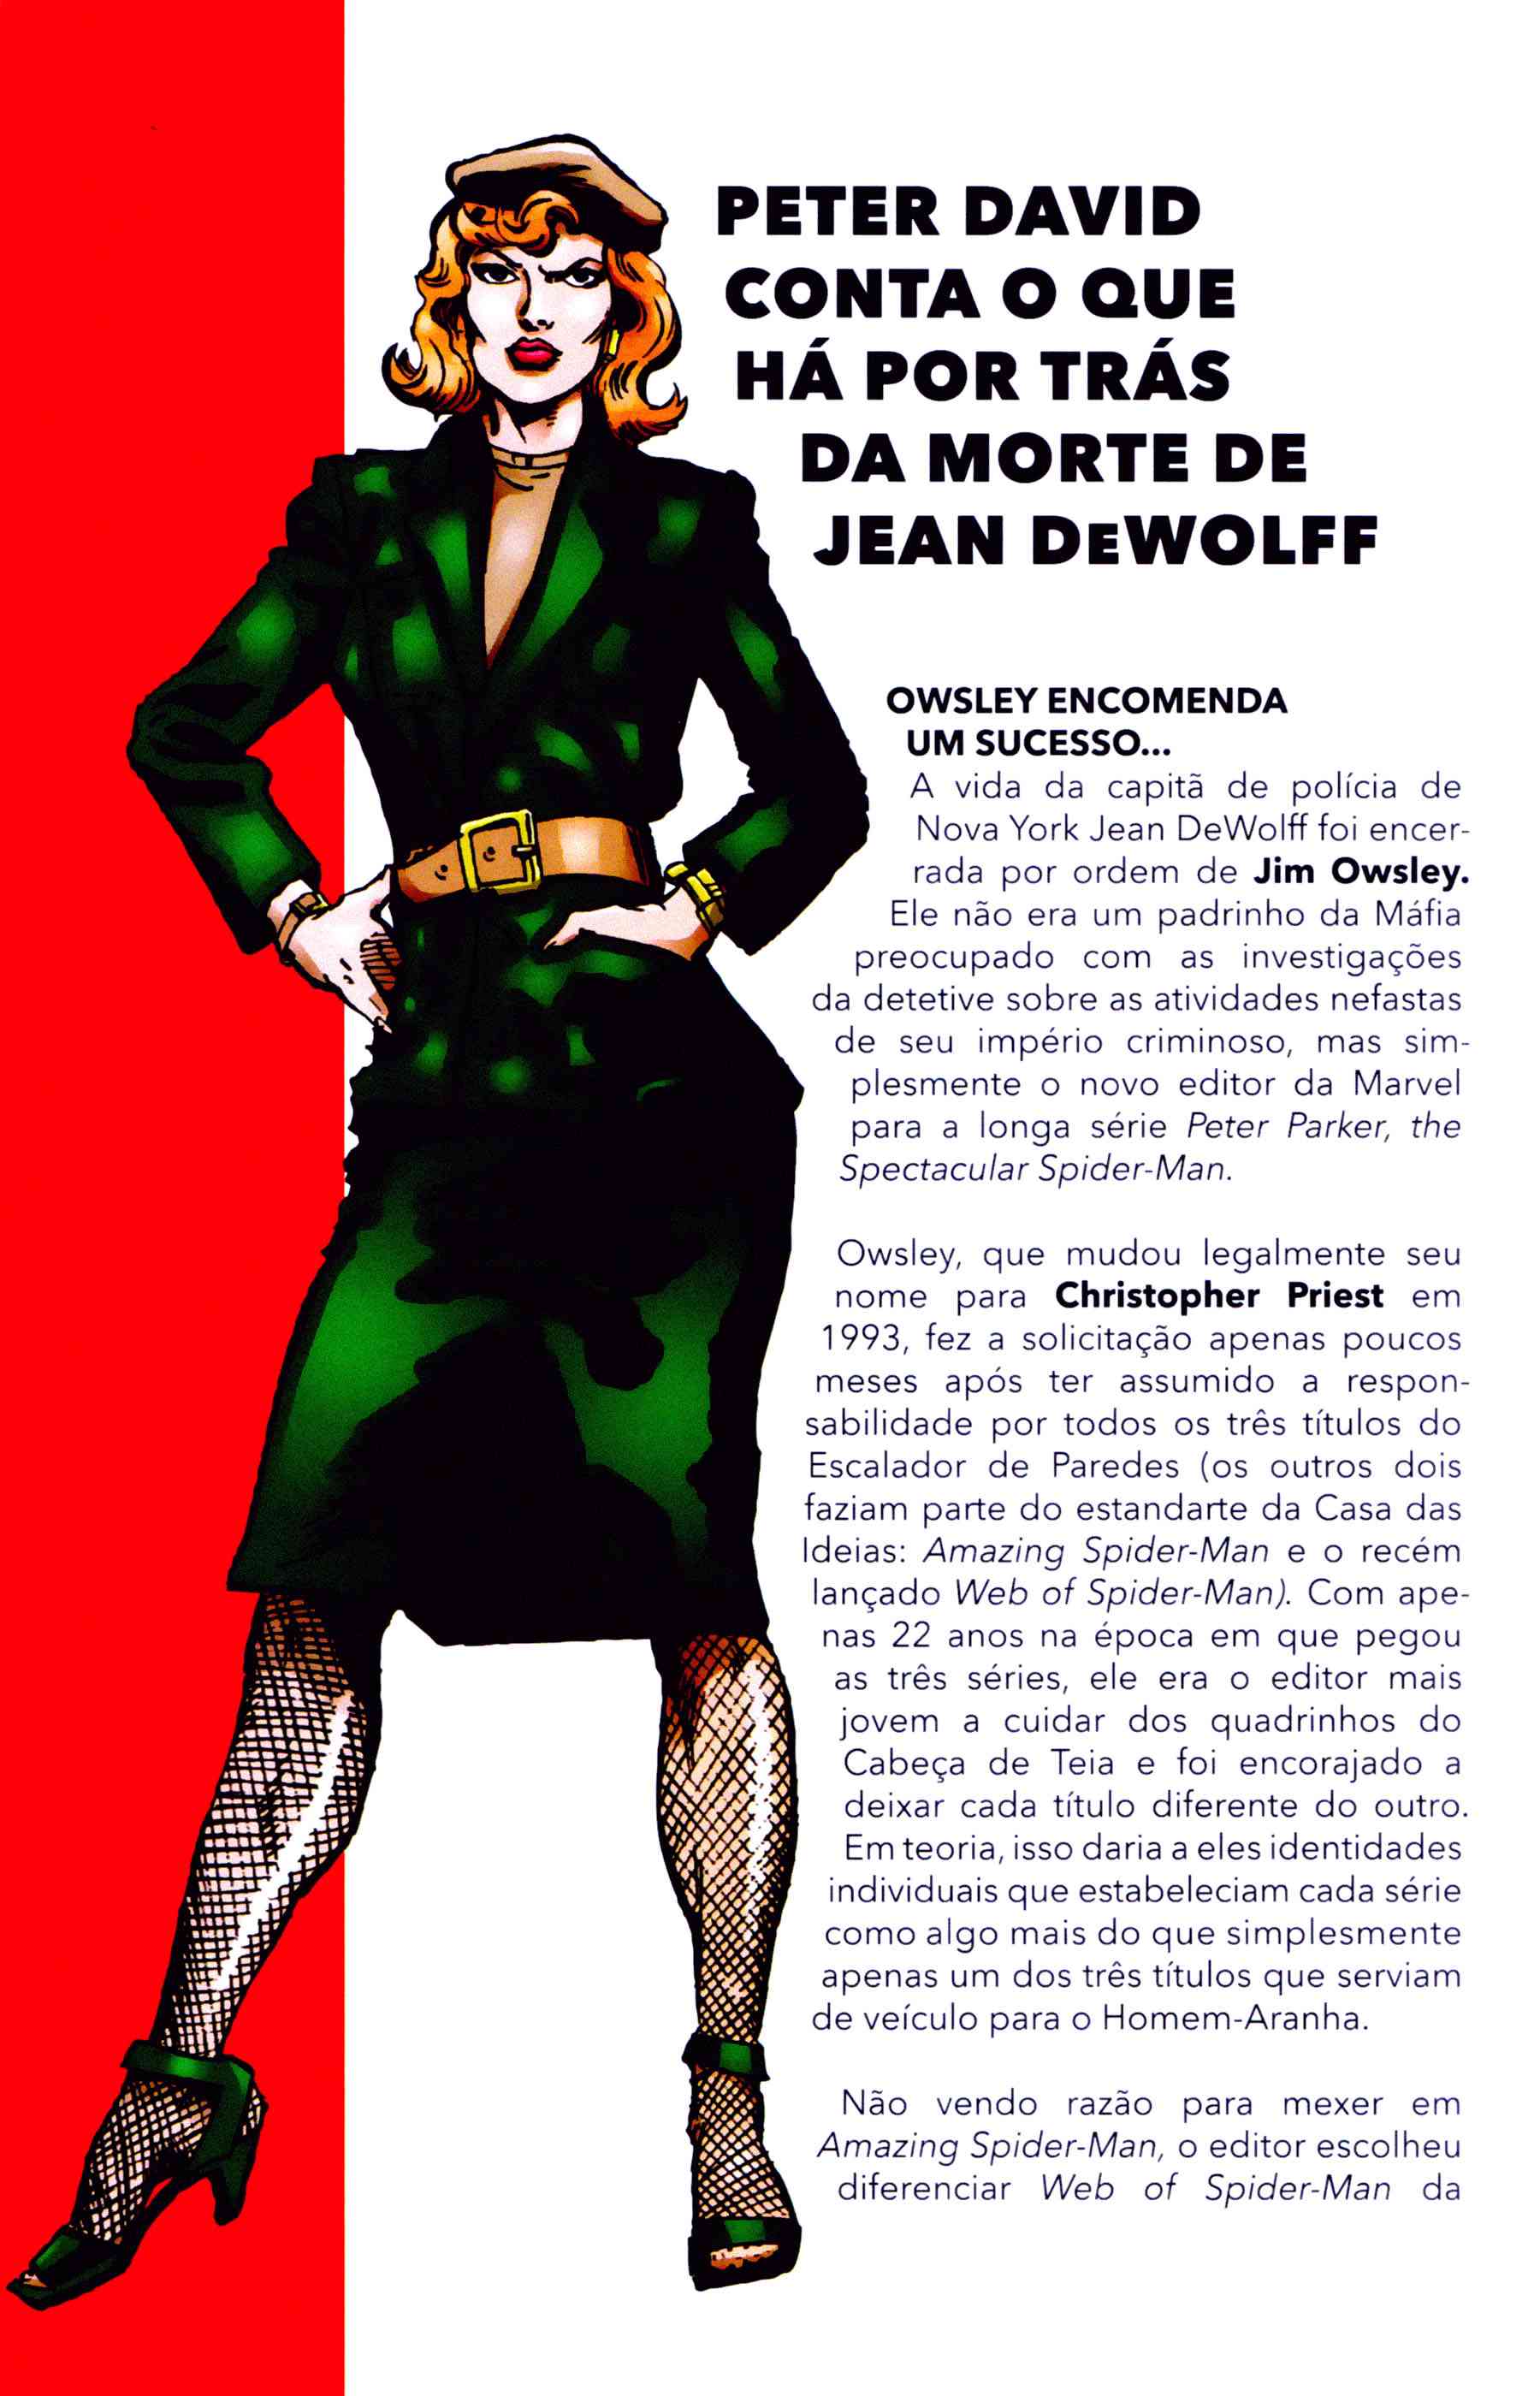 PETER DAVID
CONTA O QUE
HÁ POR TRÁS
DA MORTE DE
JEAN DEWOLFF
OWSLEY ENCOMENDA
UM SUCESSO...
A vida da capitã de polícia de
Nova York Jean DeWolff foi encer-
rada por ordem de Jim Owsley.
Ele não era um padrinho da Máfia
preocupado com as investigações
da detetive sobre as atividades nefastas
de seu império criminoso, mas sim-
plesmente o novo editor da Marvel
para a longa série Peter Parker, the
Spectacular Spider-Man.
Owsley, que mudou legalmente seu
nome para Christopher Priest em
1993, fez a solicitação apenas poucos
meses após ter assumido a respon-
sabilidade por todos os três títulos do
Escalador de Paredes (os outros dois
faziam parte do estandarte da Casa das
Ideias: Amazing Spider-Man e o recém
lançado Web of Spider-Man). Com ape-
nas 22 anos na época em que pegou
as três séries, ele era o editor mais
jovem a cuidar dos quadrinhos do
Cabeça de Teia e foi encorajado a
deixar cada título diferente do outro.
Em teoria, isso daria a eles identidades
individuais que estabeleciam cada série
como algo mais do que simplesmente
apenas um dos três títulos que serviam
de veículo para o Homem-Aranha.
Não vendo razão para mexer em
Amazing Spider-Man, o editor escolheu
diferenciar Web of Spider-Man da